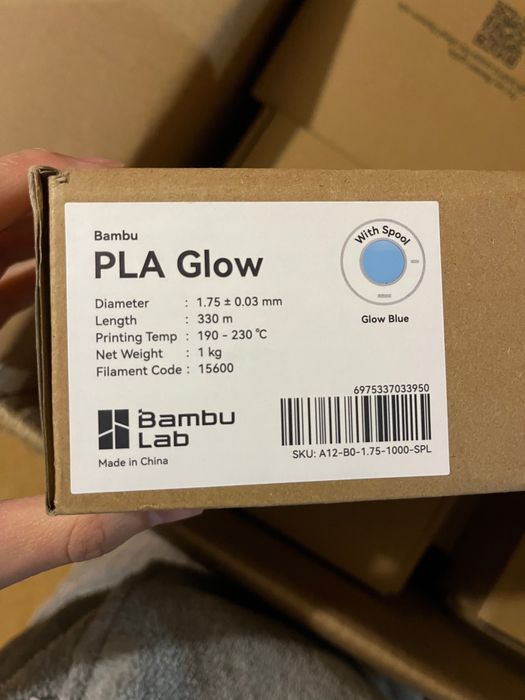 Bambu
PLA Glow
Diameter : 1.75 ± 0.03 mm
Length : 330 m
Printing Temp : 190 - 230 °C
Net Weight : 1 kg
Filament Code : 15600
With Spool
Glow Blue
Bambu
Lab
Made in China
6975337033950
SKU: A12-B0-1.75-1000-SPL